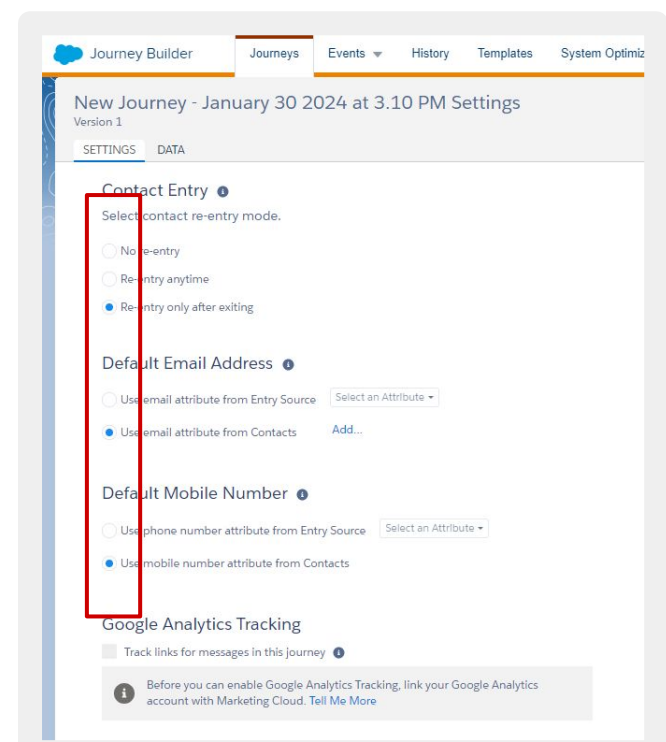 Journey Builder Journeys Events History Templates System Optimiz
New Journey - January 30 2024 at 3.10 PM Settings
Version 1
SETTINGS DATA
Contact Entry
Select contact re-entry mode.
No re-entry
Re-entry anytime
Re-entry only after exiting
Default Email Address
Use email attribute from Entry Source Select an Attribute
Use email attribute from Contacts Add...
Default Mobile Number
Use phone number attribute from Entry Source Select an Attribute
Use mobile number attribute from Contacts
Google Analytics Tracking
Track links for messages in this journey
Before you can enable Google Analytics Tracking, link your Google Analytics
account with Marketing Cloud. Tell Me More